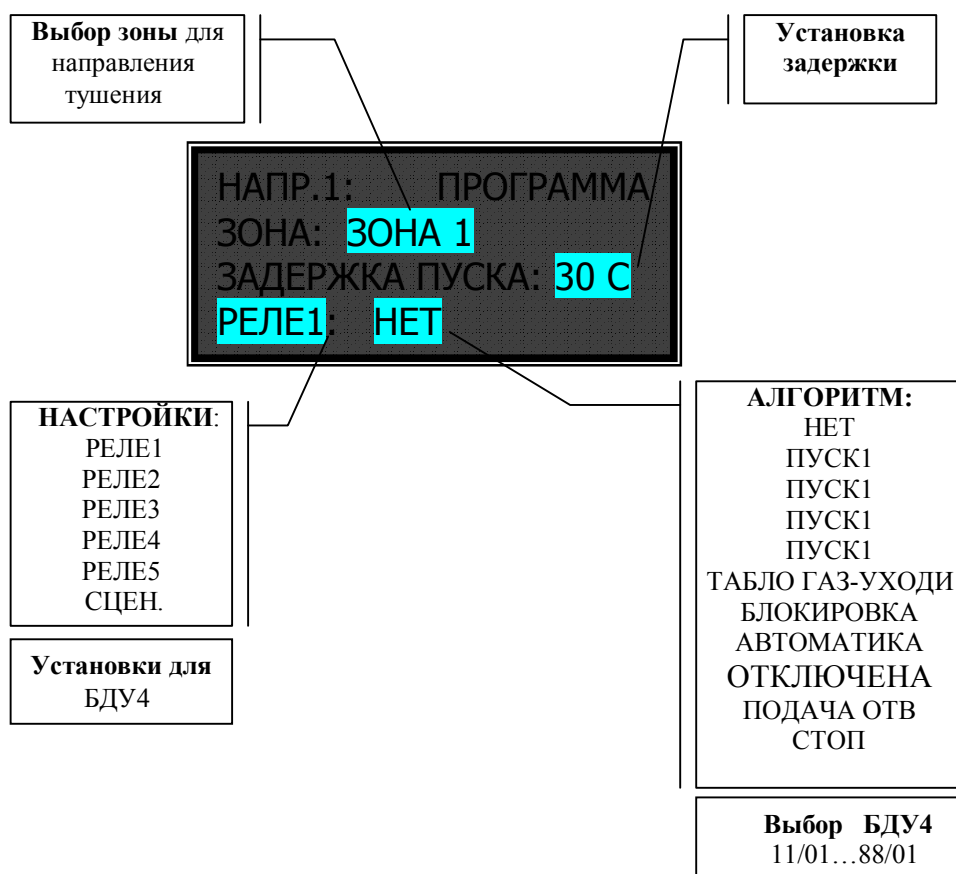 Выбор зоны для
направления
тушения
Установка
задержки
НАПР.1: ПРОГРАММА
ЗОНА: ЗОНА 1
ЗАДЕРЖКА ПУСКА: 30 С
РЕЛЕ1: НЕТ
НАСТРОЙКИ:
РЕЛЕ1
РЕЛЕ2
РЕЛЕ3
РЕЛЕ4
РЕЛЕ5
СЦЕН.
Установки для
БДУ4
АЛГОРИТМ:
НЕТ
ПУСК1
ПУСК1
ПУСК1
ПУСК1
ТАБЛО ГАЗ-УХОДИ
БЛОКИРОВКА
АВТОМАТИКА
ОТКЛЮЧЕНА
ПОДАЧА ОТВ
СТОП
Выбор БДУ4
11/01…88/01